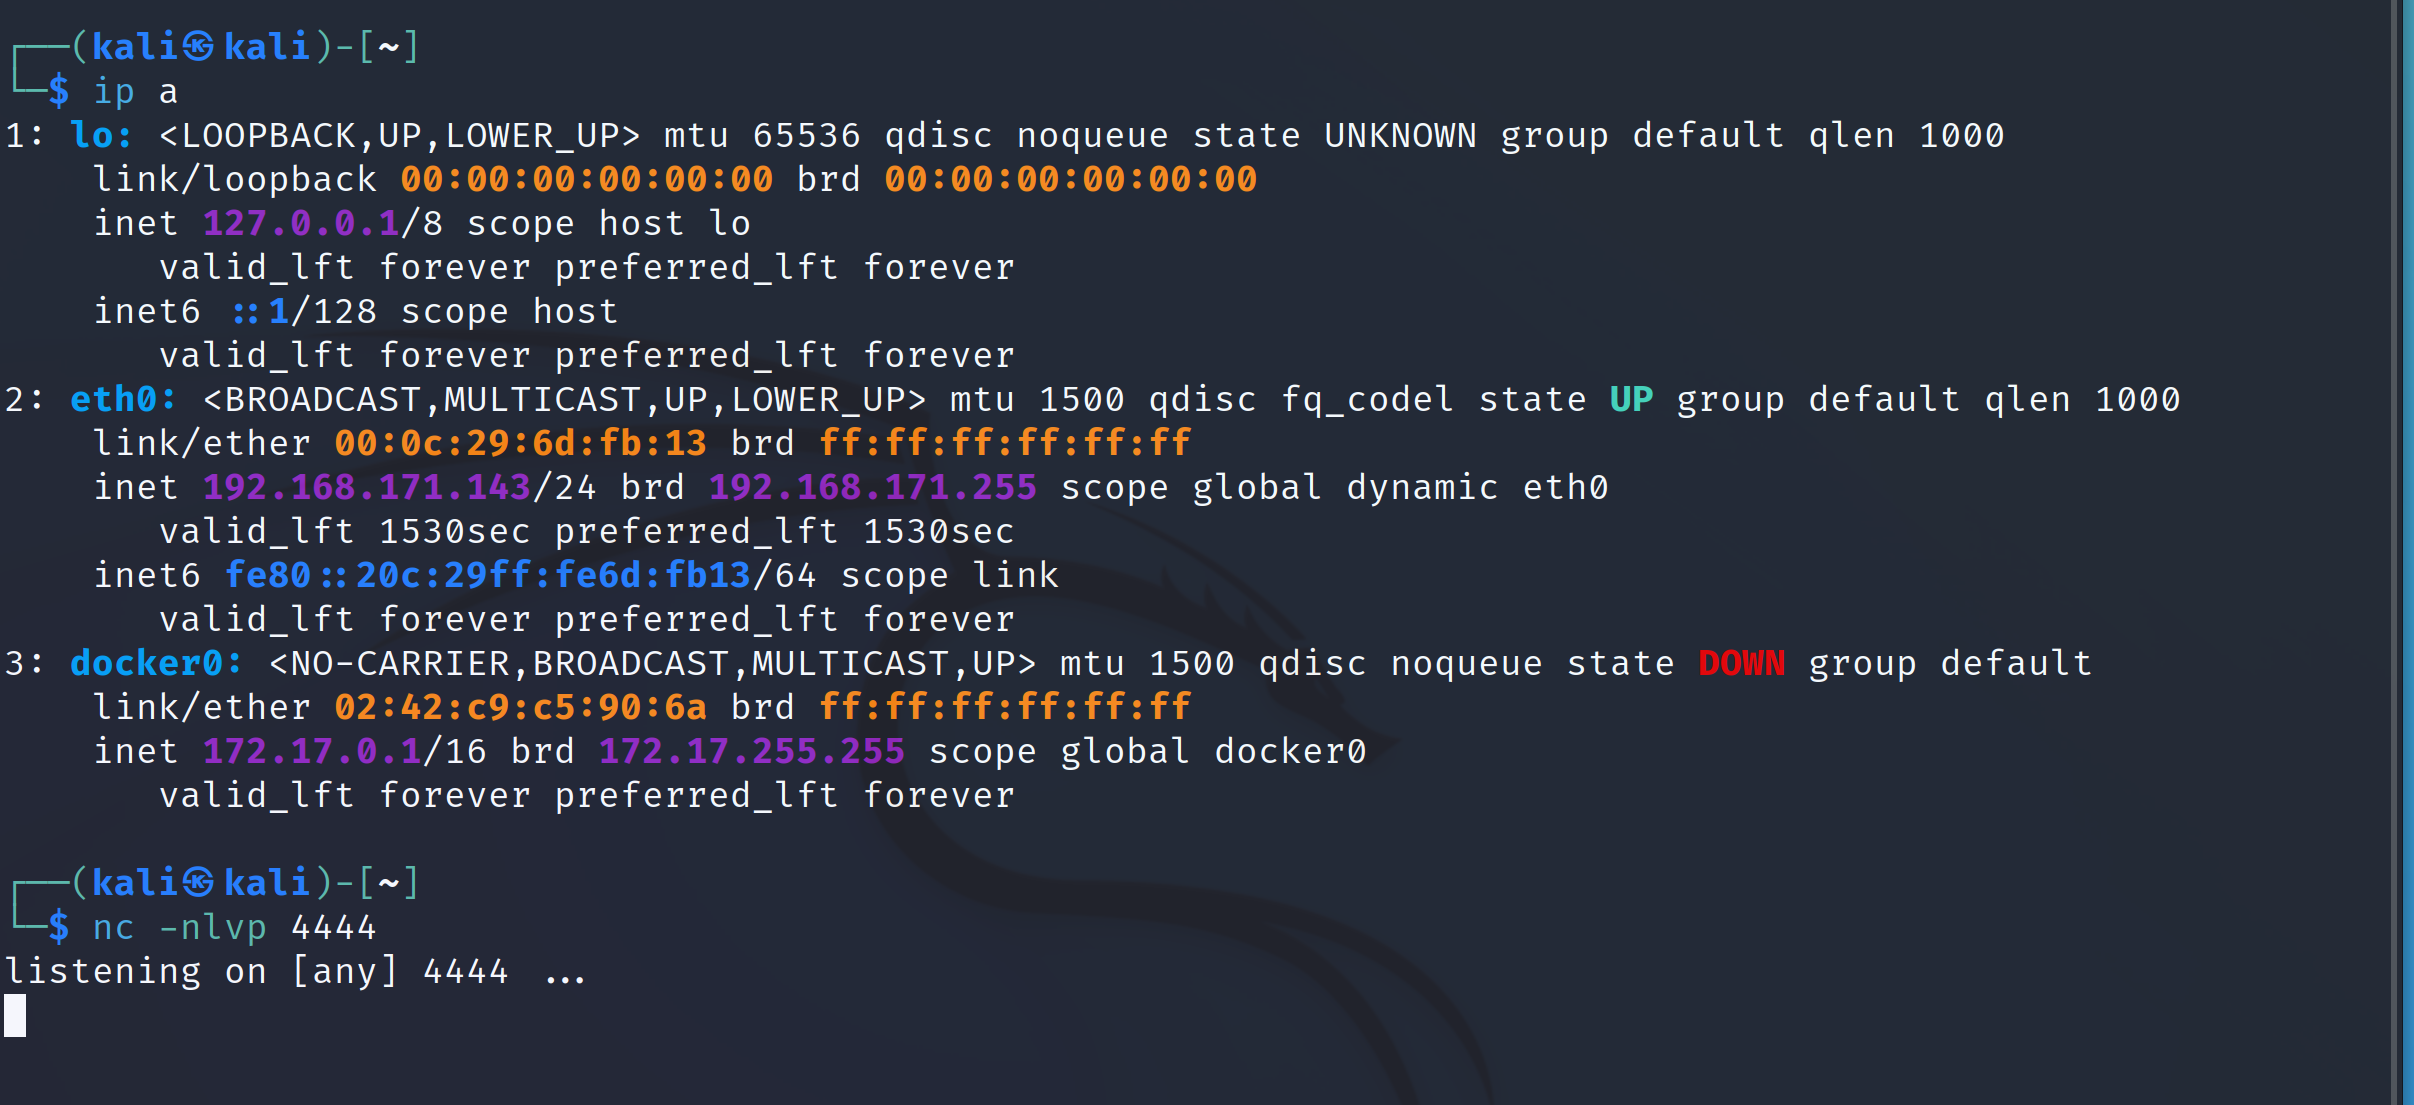 ┌──(kali㉿kali)-[~]
└─$ ip a
1: lo: <LOOPBACK,UP,LOWER_UP> mtu 65536 qdisc noqueue state UNKNOWN group default qlen 1000
    link/loopback 00:00:00:00:00:00 brd 00:00:00:00:00:00
    inet 127.0.0.1/8 scope host lo
       valid_lft forever preferred_lft forever
    inet6 ::1/128 scope host
       valid_lft forever preferred_lft forever
2: eth0: <BROADCAST,MULTICAST,UP,LOWER_UP> mtu 1500 qdisc fq_codel state UP group default qlen 1000
    link/ether 00:0c:29:6d:fb:13 brd ff:ff:ff:ff:ff:ff
    inet 192.168.171.143/24 brd 192.168.171.255 scope global dynamic eth0
       valid_lft 1530sec preferred_lft 1530sec
    inet6 fe80::20c:29ff:fe6d:fb13/64 scope link
       valid_lft forever preferred_lft forever
3: docker0: <NO-CARRIER,BROADCAST,MULTICAST,UP> mtu 1500 qdisc noqueue state DOWN group default
    link/ether 02:42:c9:c5:90:6a brd ff:ff:ff:ff:ff:ff
    inet 172.17.0.1/16 brd 172.17.255.255 scope global docker0
       valid_lft forever preferred_lft forever
┌──(kali㉿kali)-[~]
└─$ nc -nlvp 4444
listening on [any] 4444 ...